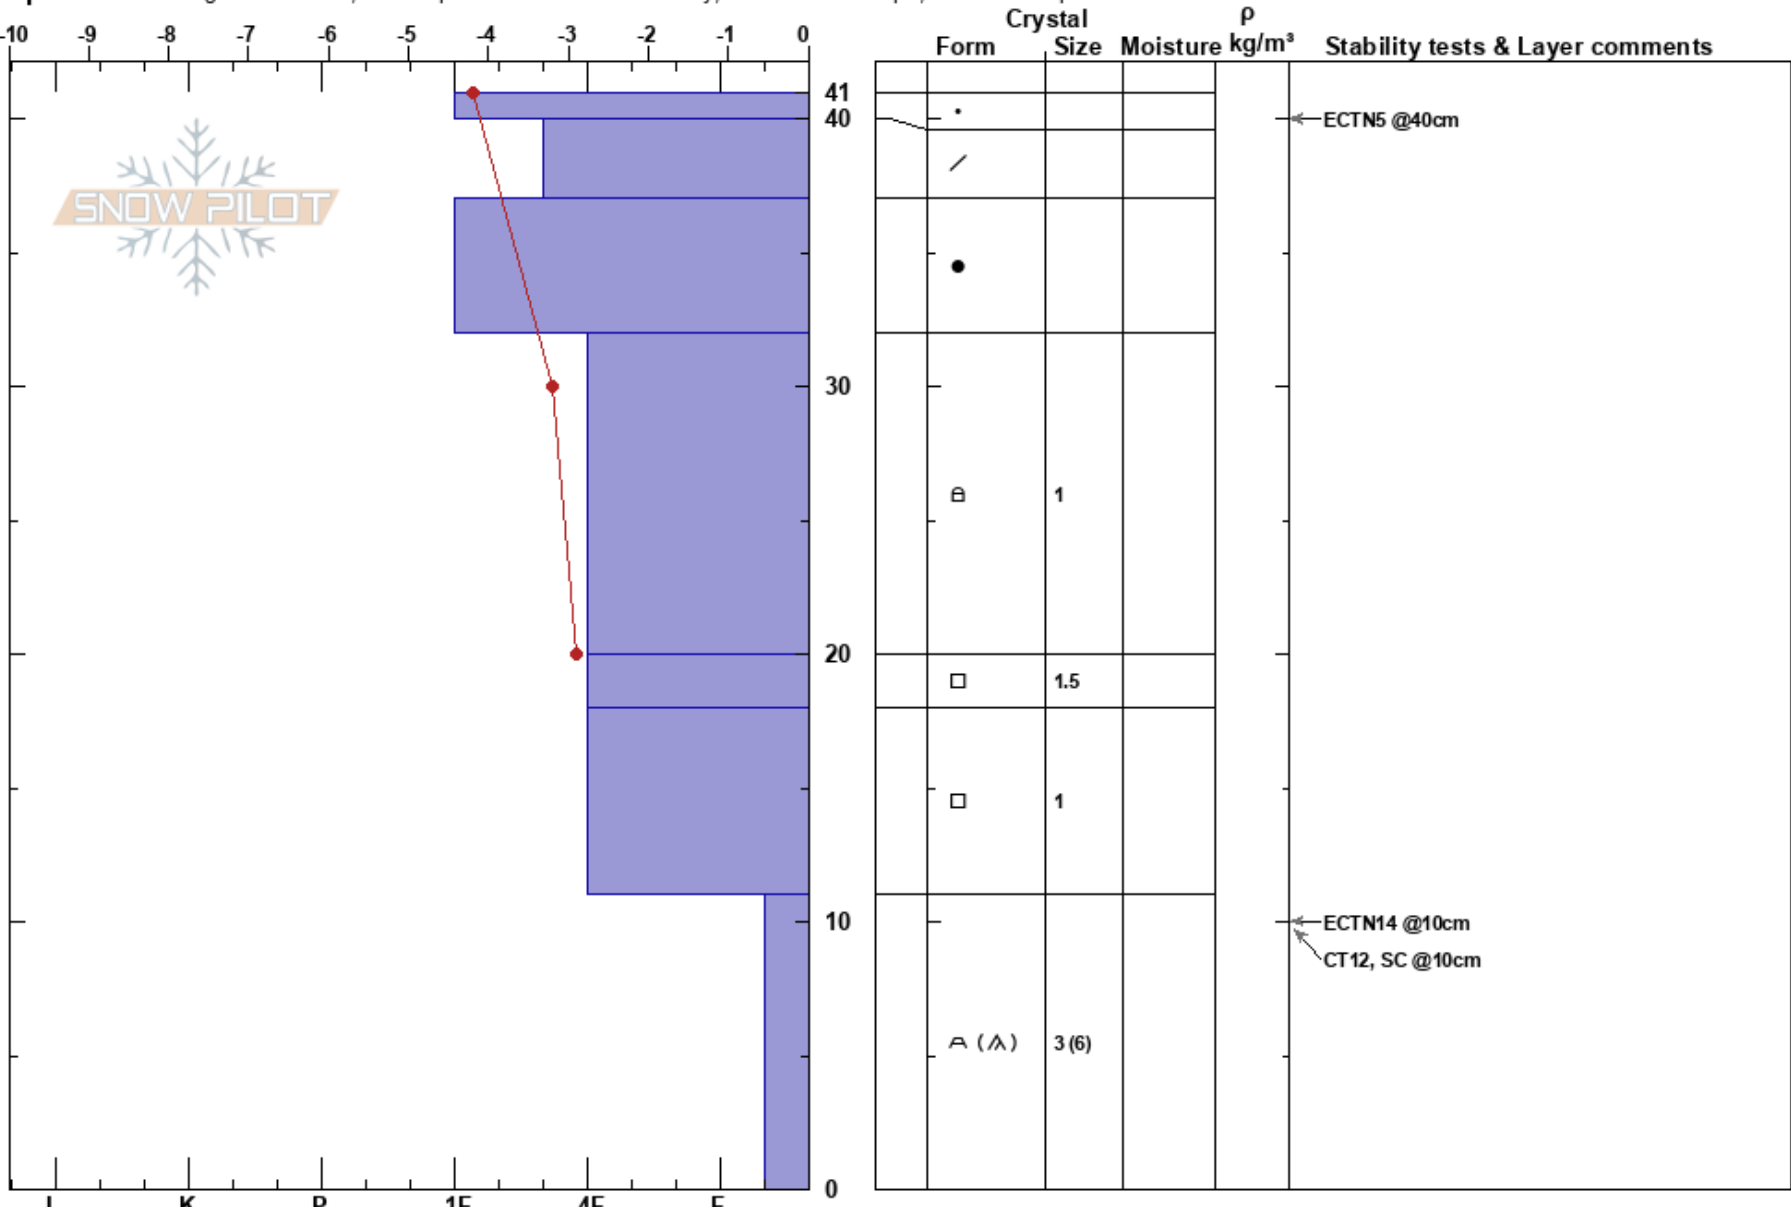 Crystal ρ
-10 -9 -8 -7 -6 -5 -4 -3 -2 -1 0
Form Size Moisture kg/m³ Stability tests & Layer comments
41
40 ECTN5 @40cm
SNOW PILOT
30
1
20
1.5
1
10 ECTN14 @10cm
CT12, SC @10cm
3 (6)
0
I K P 1F 4F F